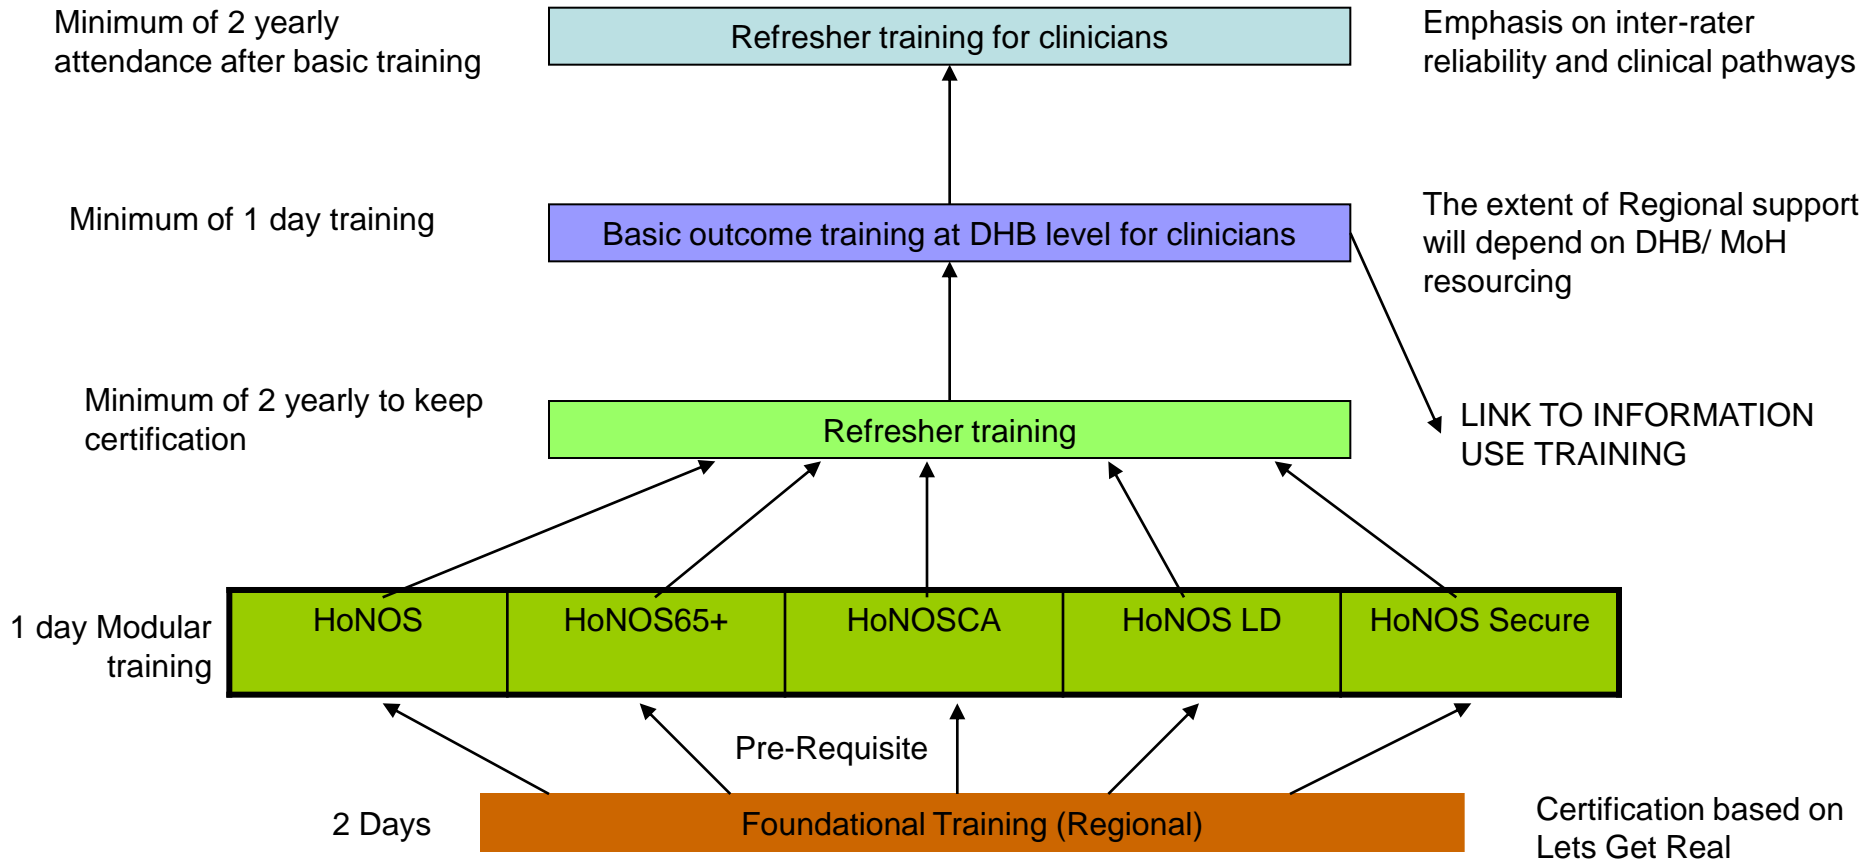 Minimum of 2 yearly
attendance after basic training
Refresher training for clinicians
Emphasis on inter-rater
reliability and clinical pathways
Minimum of 1 day training
Basic outcome training at DHB level for clinicians
The extent of Regional support
will depend on DHB/ MoH
resourcing
Minimum of 2 yearly to keep
certification
Refresher training
LINK TO INFORMATION
USE TRAINING
1 day Modular
training
HoNOS
HoNOS65+
HoNOSCA
HoNOS LD
HoNOS Secure
Pre-Requisite
2 Days
Foundational Training (Regional)
Certification based on
Lets Get Real